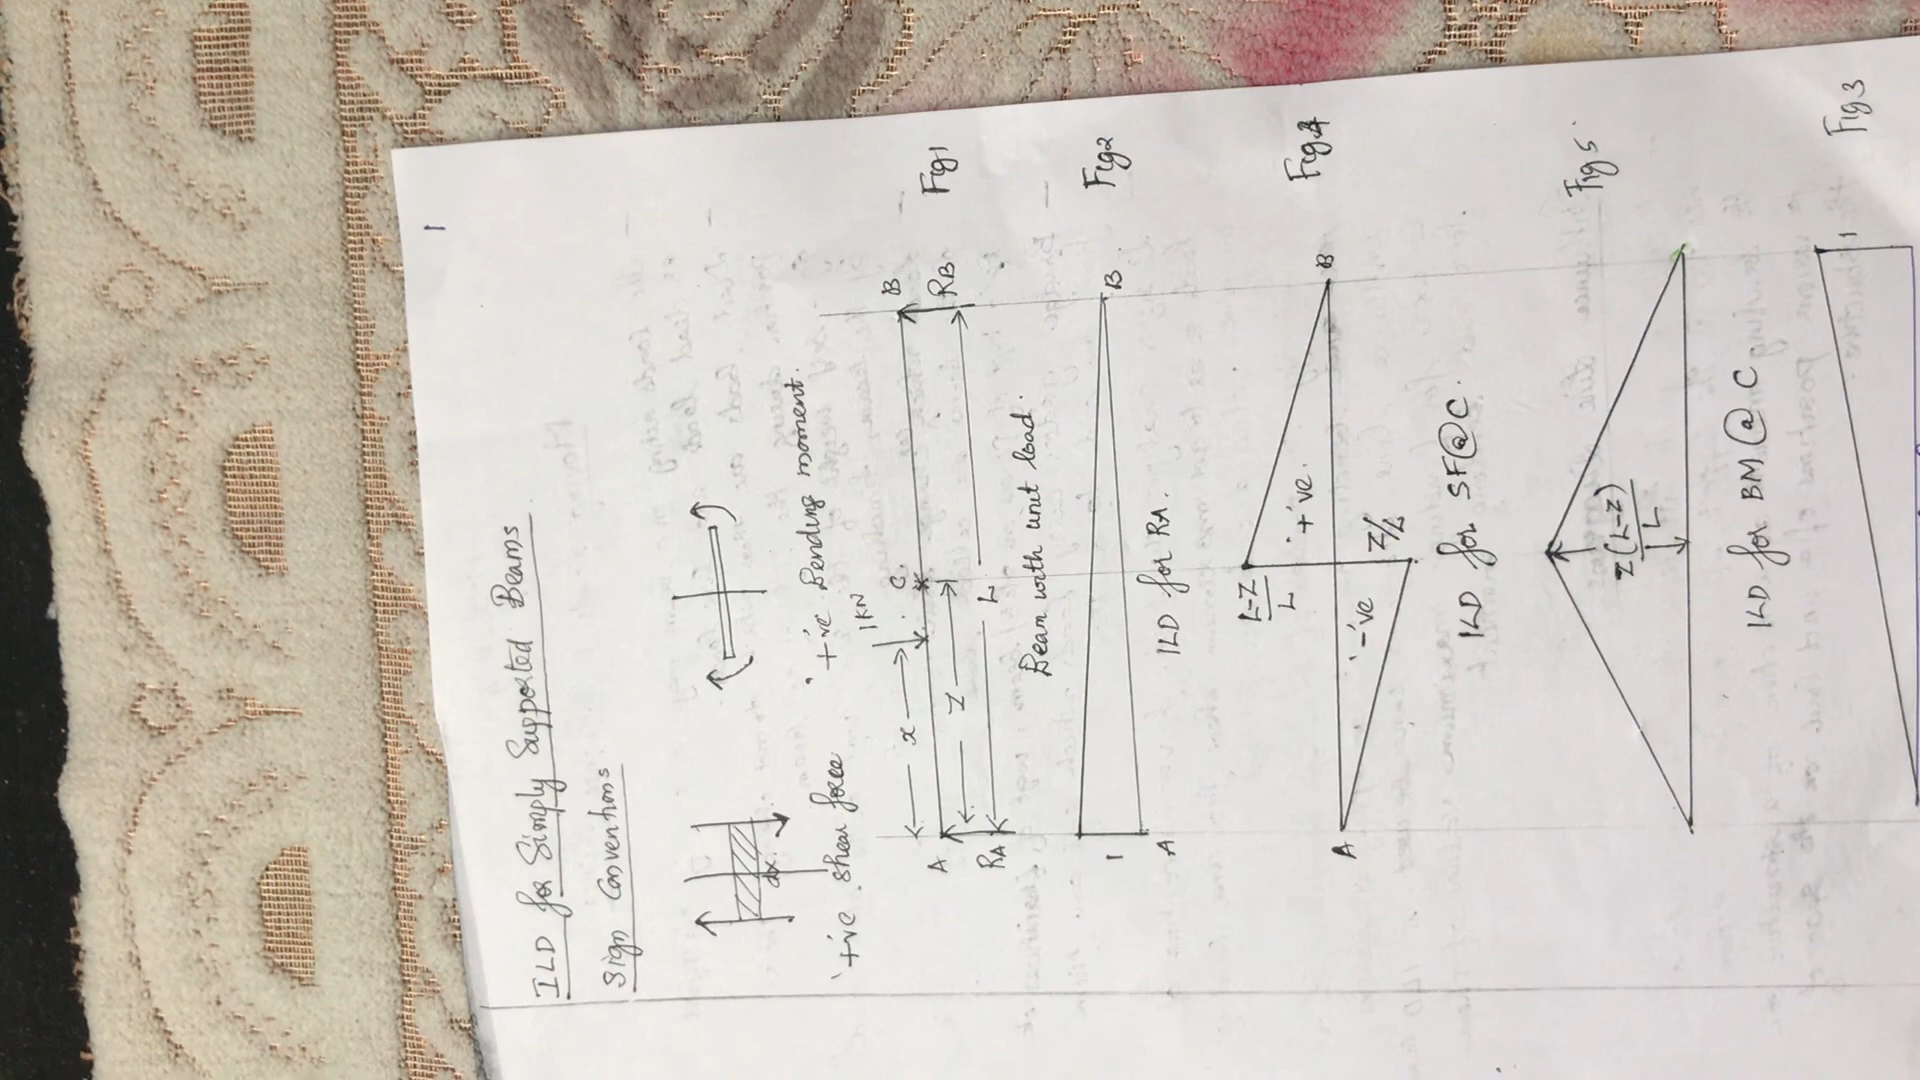 1
ILD for Simply Supported Beams
Sign Conventions
dx
'+ve shear force
'+ve Bending moment.
1KN
x
C.
A
B
Z
RA
RB
L
Fig1
Beam with unit load.
1
A
B
Fig2
ILD for RA.
L-Z
L
+'ve.
A
B
-'ve
Z/L
Fig4
ILD for SF@C.
Fig5
Z(L-Z)
L
ILD for BM@C
1
Fig3